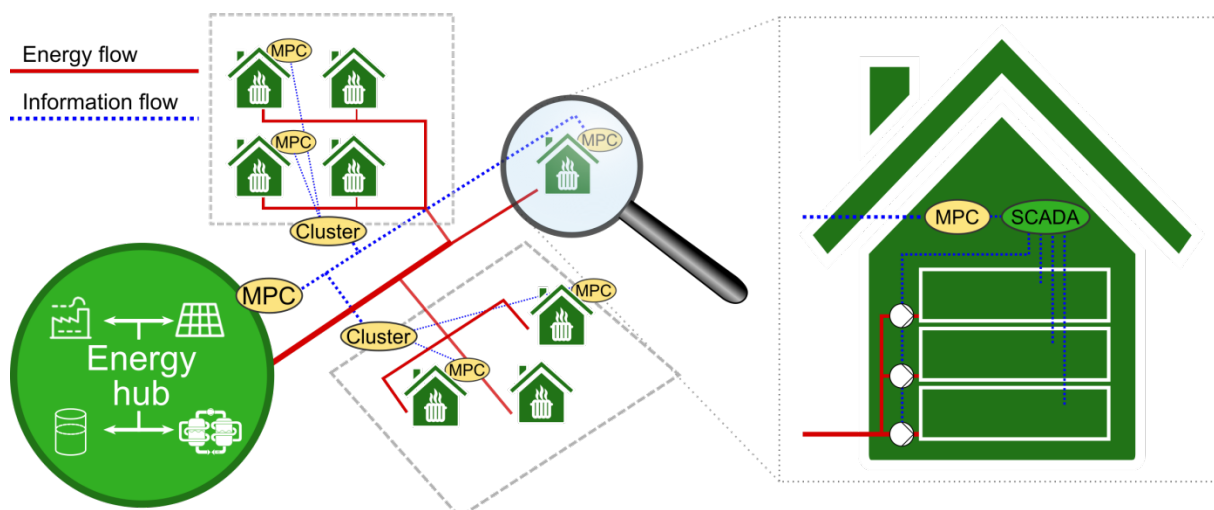 Energy flow
Information flow
MPC
MPC
Cluster
MPC
MPC
Cluster
MPC
MPC
Energy
hub
MPC
SCADA